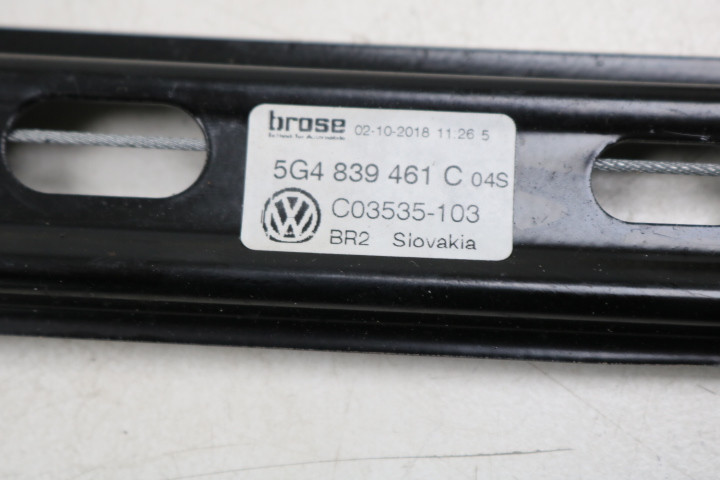 brose 02-10-2018 11:26 5
5G4 839 461 C 04S
C03535-103
BR2 Slovakia